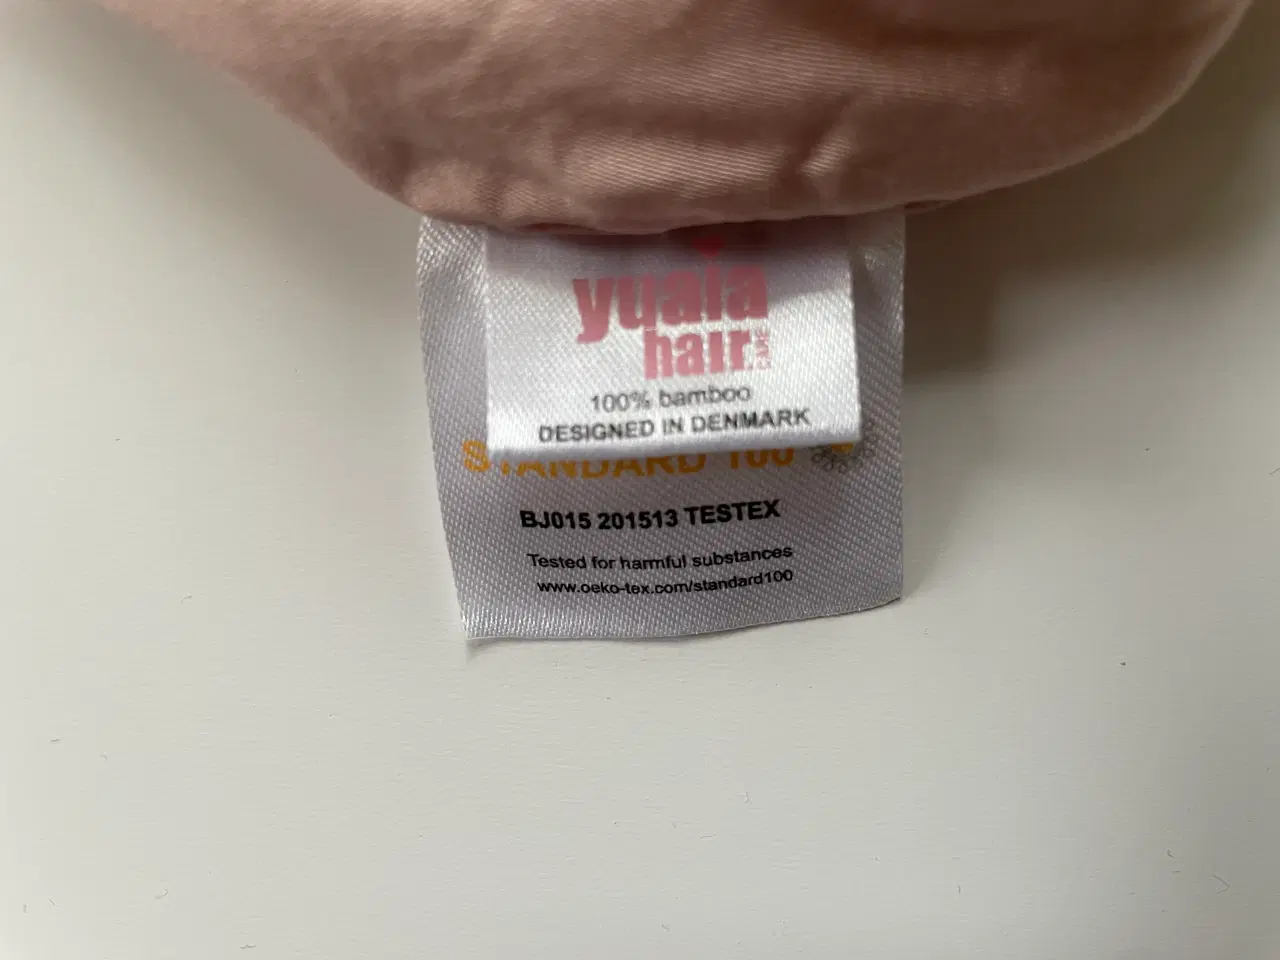 yuaia
hair
CARE
100% bamboo
DESIGNED IN DENMARK
STANDARD 100
BJ015 201513 TESTEX
Tested for harmful substances
www.oeko-tex.com/standard100